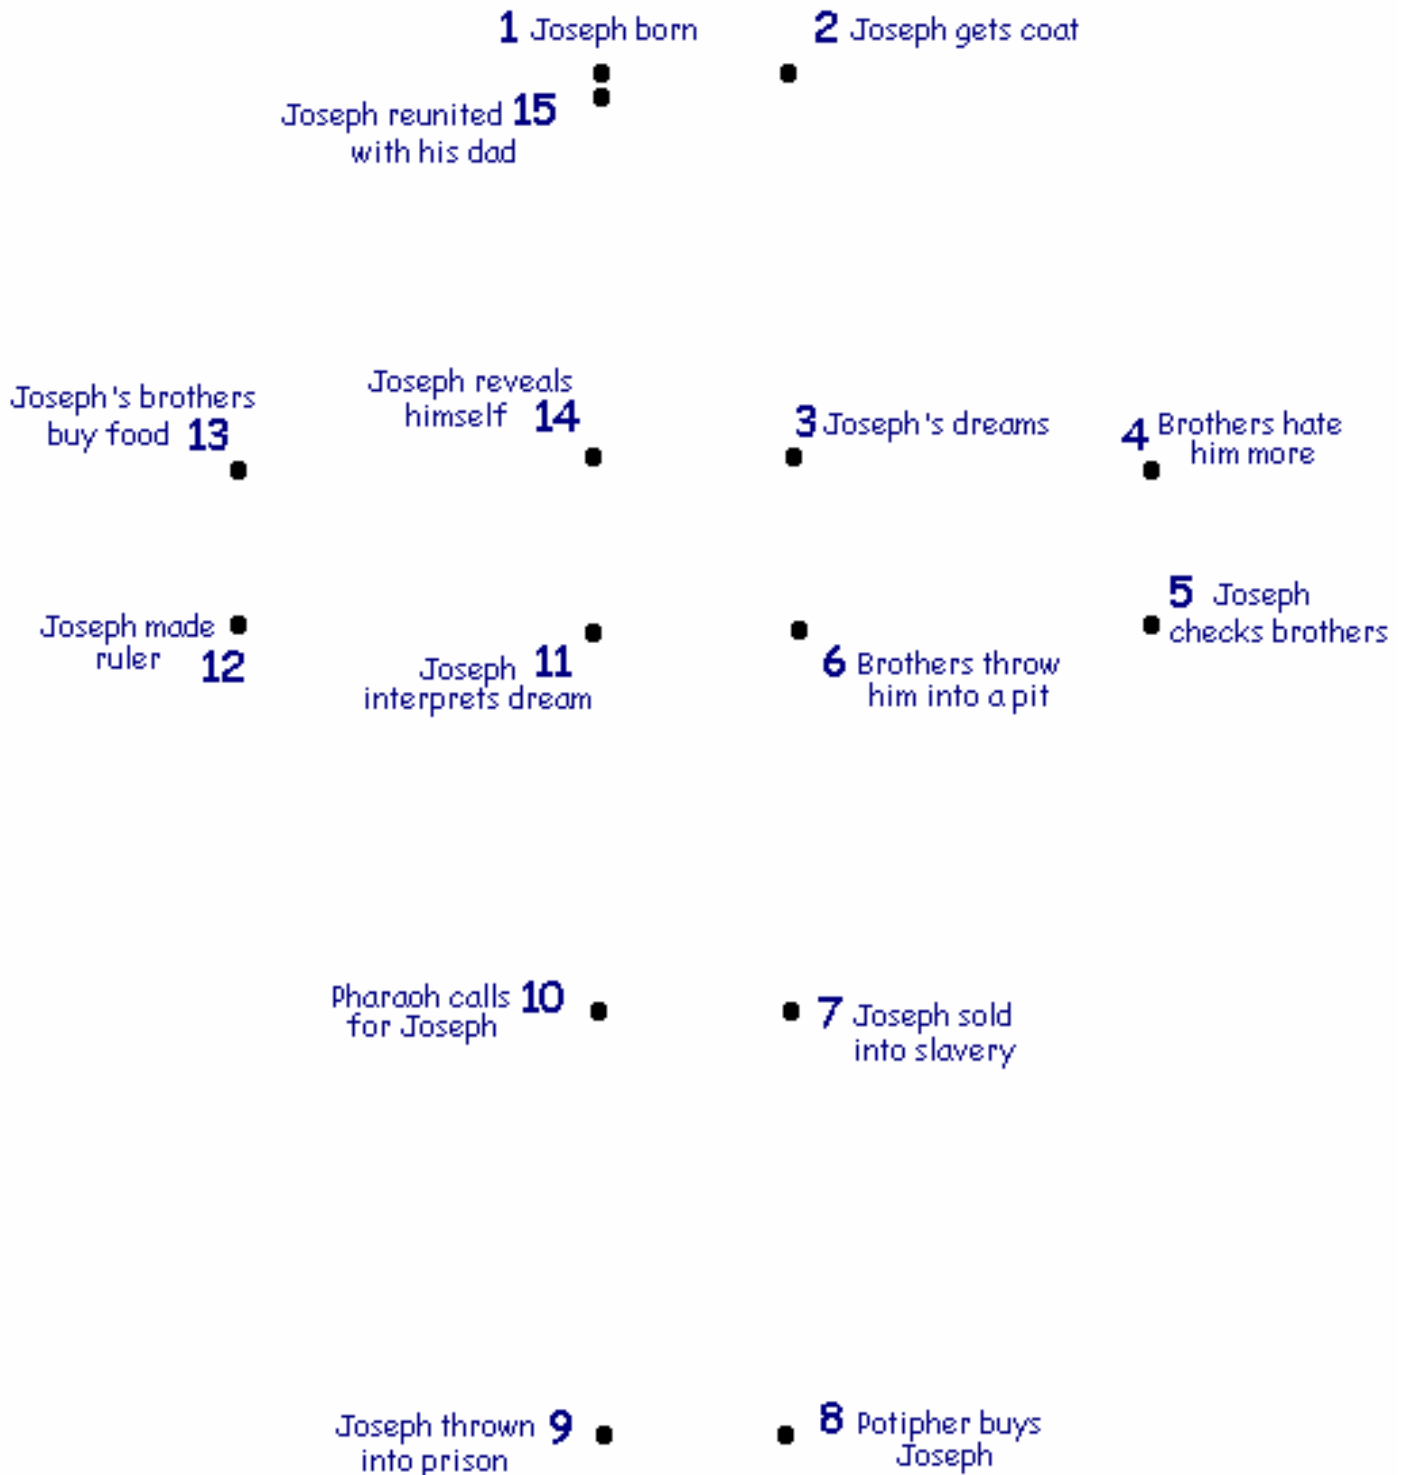 1 Joseph born
2 Joseph gets coat
Joseph reunited 15
with his dad
Joseph's brothers
buy food 13
Joseph reveals
himself 14
3 Joseph's dreams
4 Brothers hate
him more
Joseph made
ruler 12
Joseph 11
interprets dream
6 Brothers throw
him into a pit
5 Joseph
checks brothers
Pharaoh calls 10
for Joseph
7 Joseph sold
into slavery
Joseph thrown 9
into prison
8 Potipher buys
Joseph